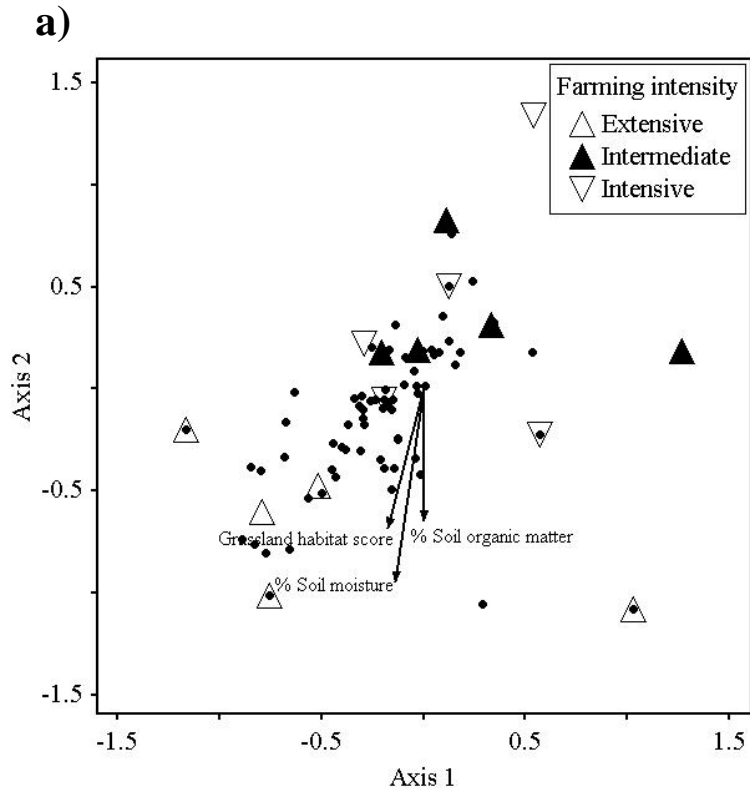 a)
1.5
0.5
-0.5
-1.5
Axis 2
Farming intensity
Extensive
Intermediate
Intensive
Grassland habitat score
% Soil organic matter
% Soil moisture
-1.5
-0.5
0.5
1.5
Axis 1